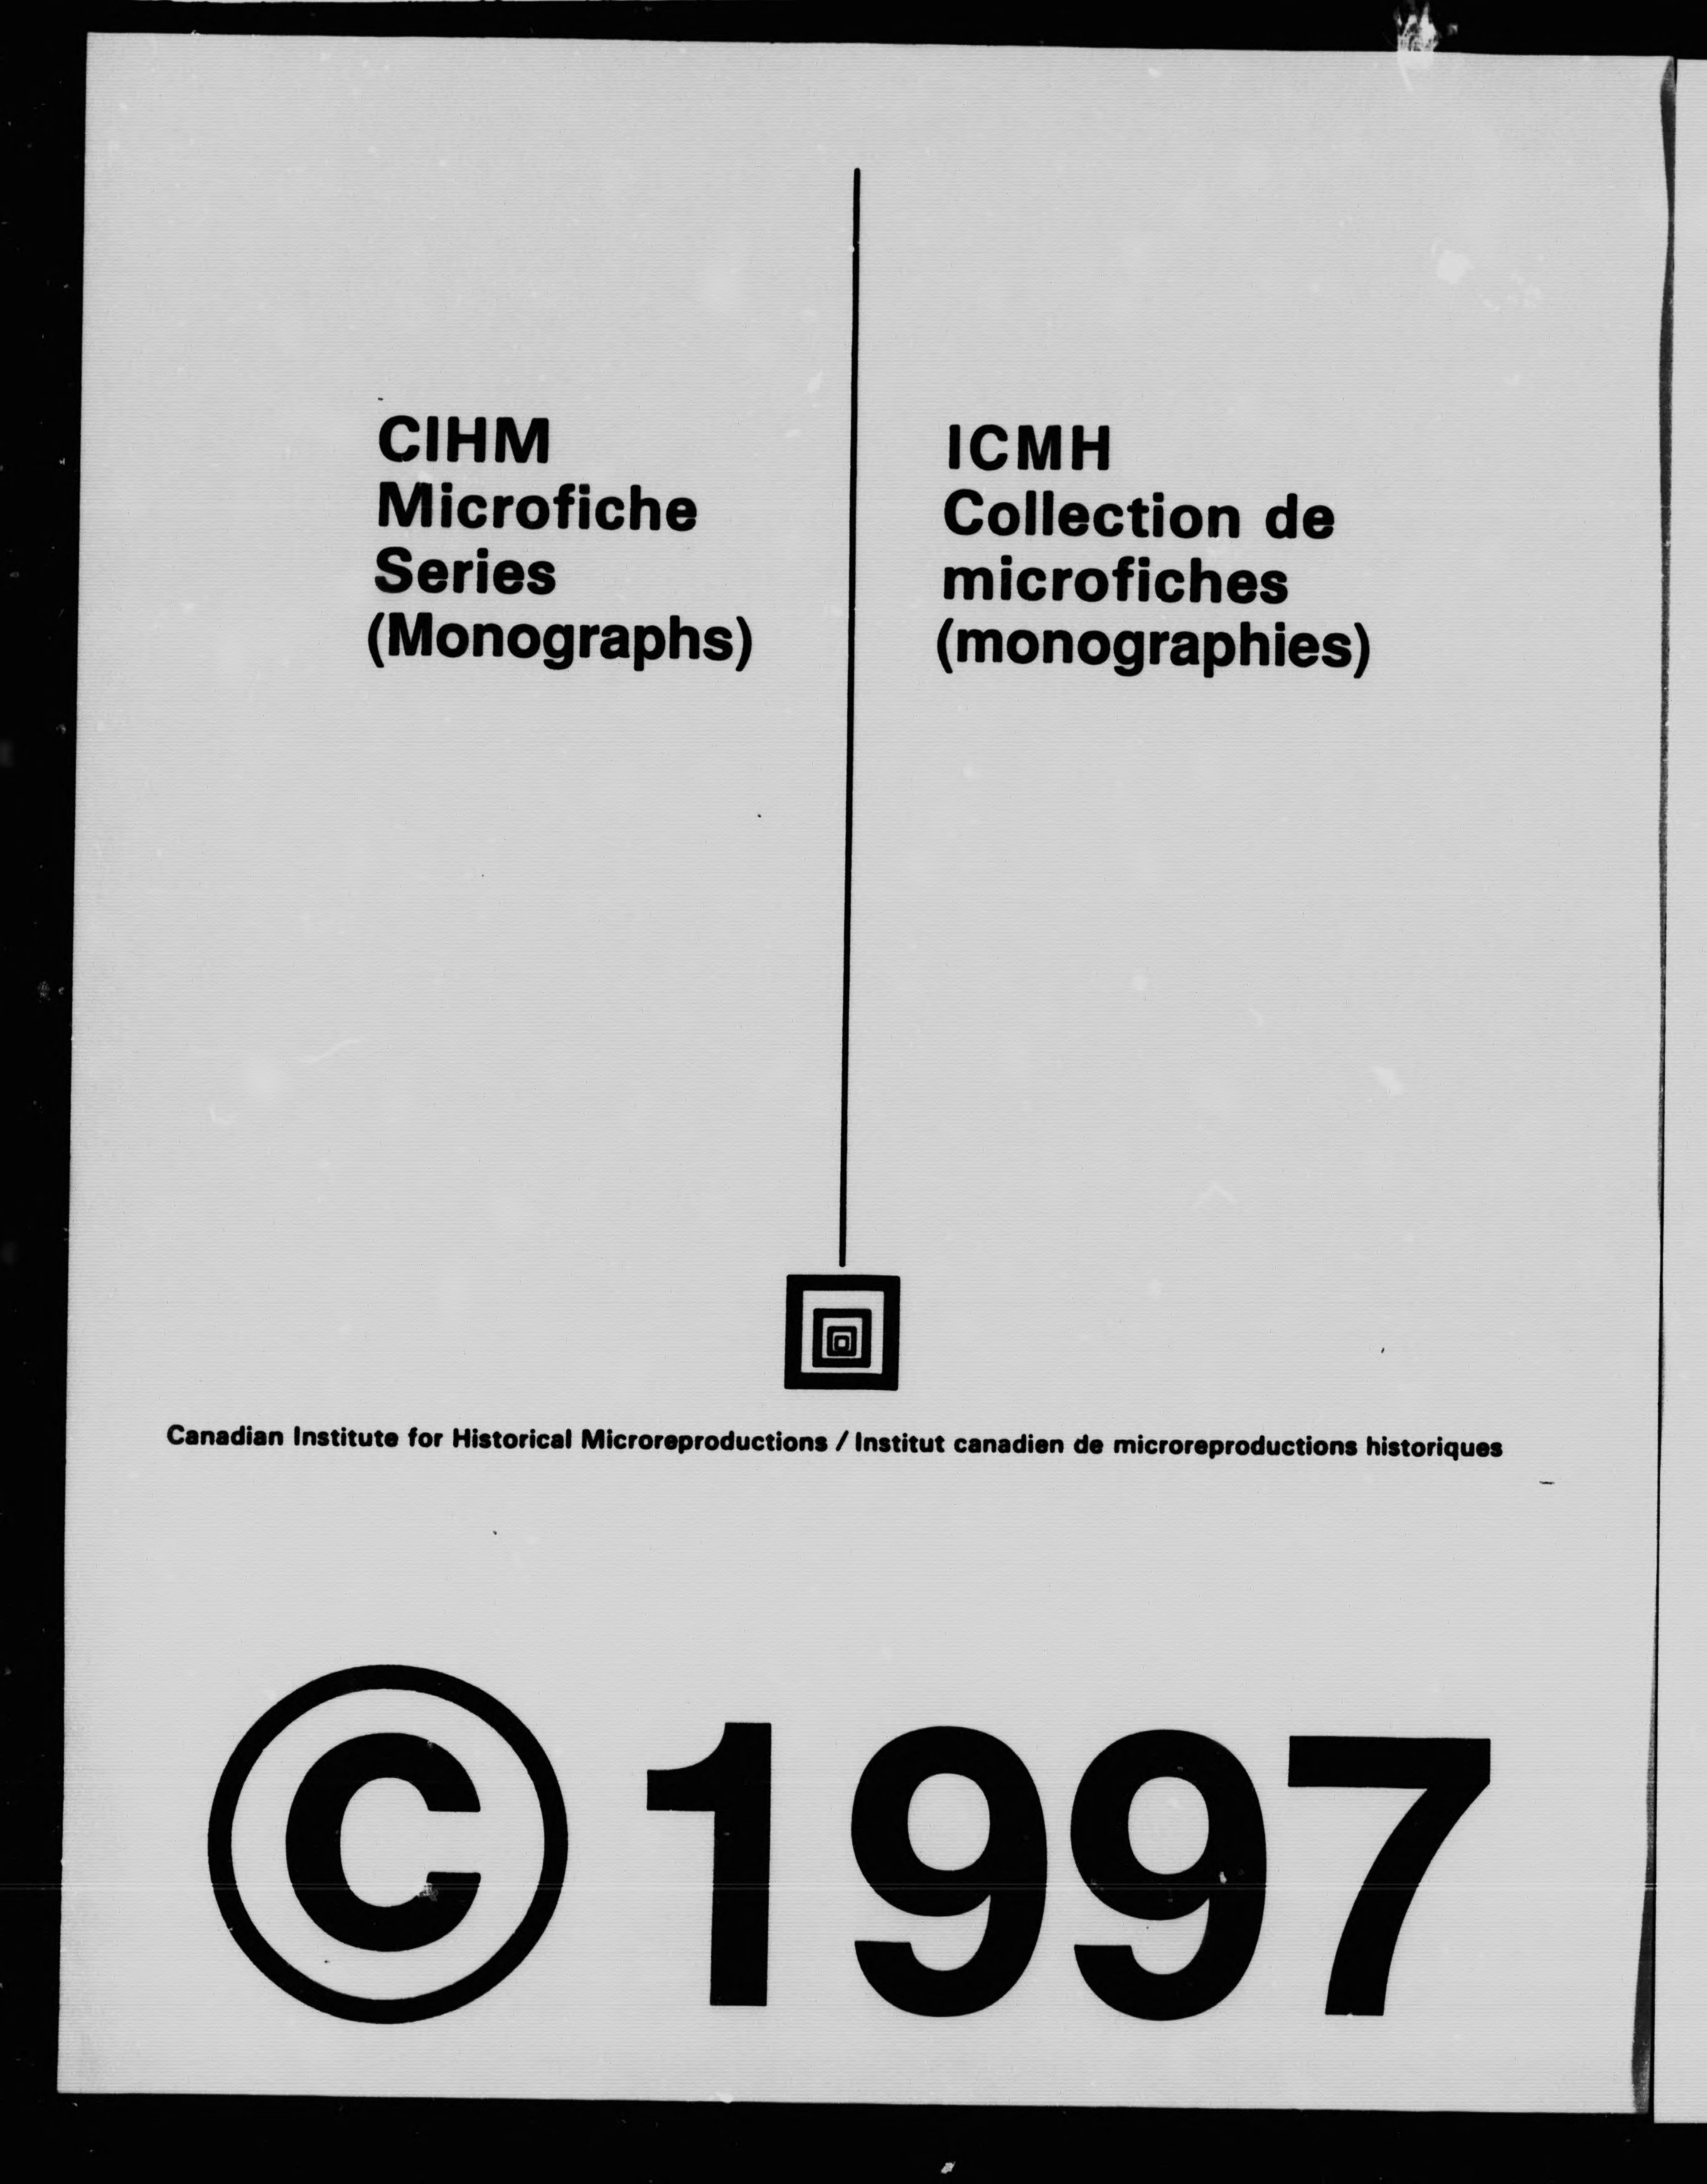 CIHM
Microfiche
Series
(Monographs)
ICMH
Collection de
microfiches
(monographies)
Canadian Institute for Historical Microreproductions / Institut canadien de microreproductions historiques
© 1997